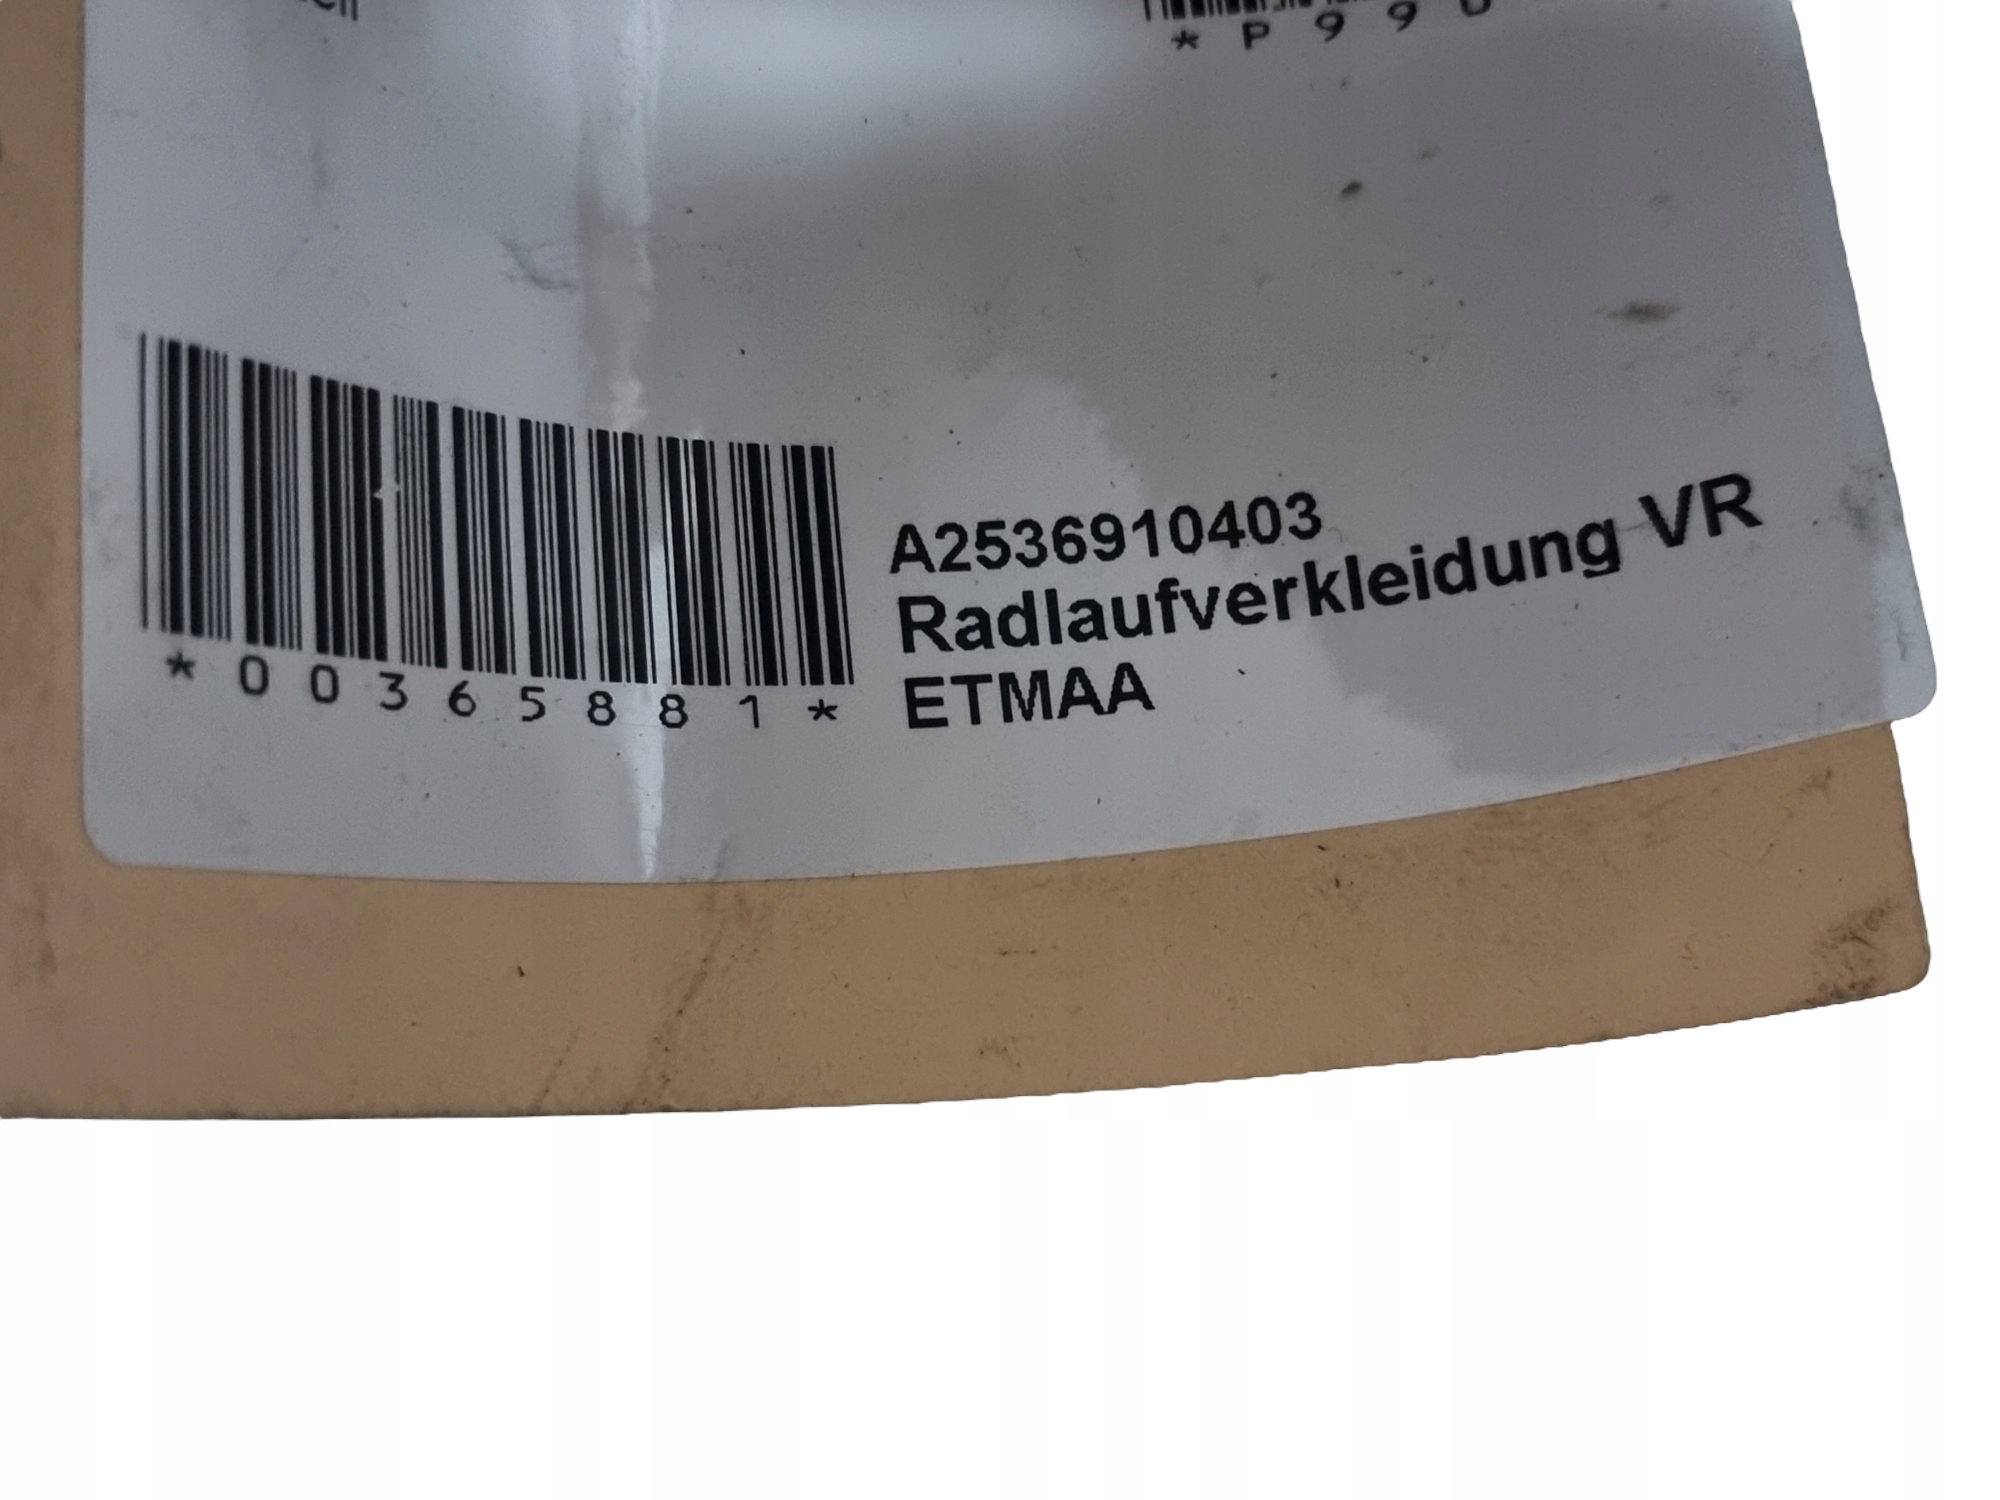 *P990
*00365881*
A2536910403
Radlaufverkleidung VR
ETMAA